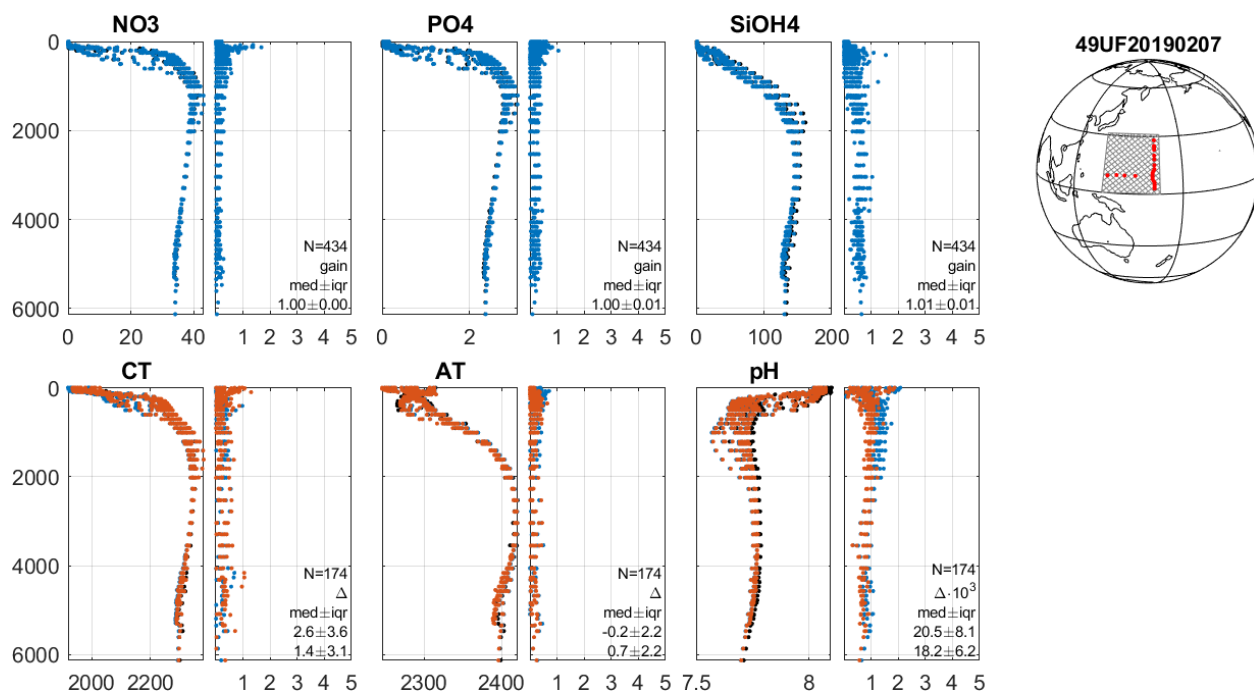 NO3
PO4
SiOH4
49UF20190207
0
2000
4000
6000
N=434
gain
med±iqr
1.00±0.00
N=434
gain
med±iqr
1.00±0.01
N=434
gain
med±iqr
1.01±0.01
0 20 40 1 2 3 4 5
0 2 1 2 3 4 5
0 100 200 1 2 3 4 5
CT
AT
pH
0
2000
4000
6000
N=174
Δ
med±iqr
2.6±3.6
1.4±3.1
N=174
Δ
med±iqr
-0.2±2.2
0.7±2.2
N=174
Δ·10³
med±iqr
20.5±8.1
18.2±6.2
2000 2200 1 2 3 4 5
2300 2400 1 2 3 4 5
7.5 8 1 2 3 4 5